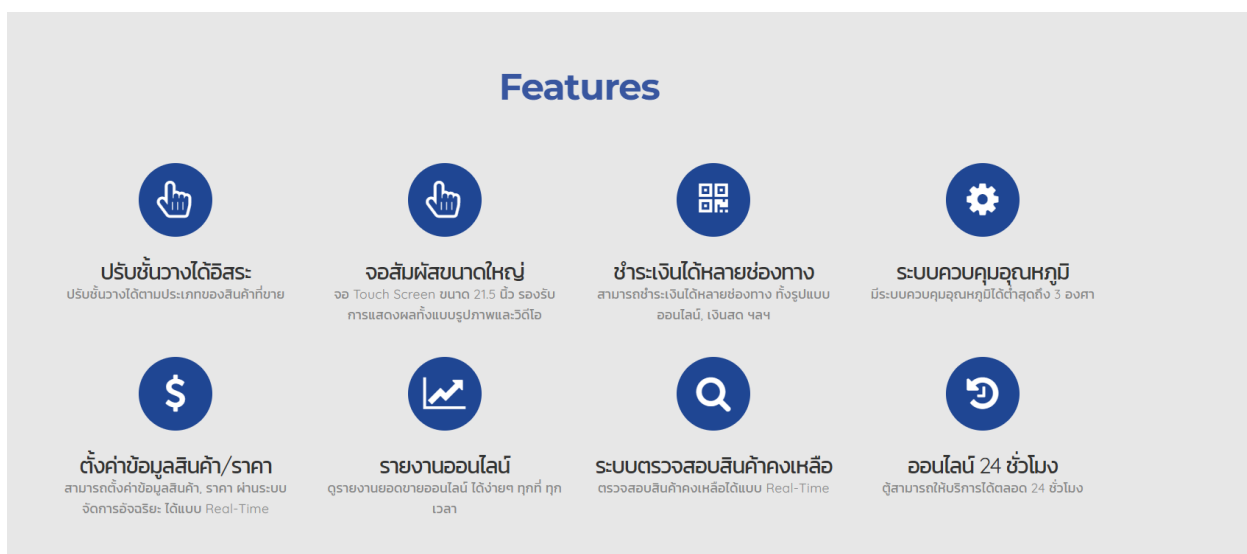 Features
ปรับชั้นวางได้อิสระ
ปรับชั้นวางได้ตามประเภทของสินค้าที่ขาย
จอสัมผัสขนาดใหญ่
จอ Touch Screen ขนาด 21.5 นิ้ว รองรับ
การแสดงผลทั้งแบบรูปภาพและวิดีโอ
ชำระเงินได้หลายช่องทาง
สามารถชำระเงินได้หลายช่องทาง ทั้งรูปแบบ
ออนไลน์, เงินสด ฯลฯ
ระบบควบคุมอุณหภูมิ
มีระบบควบคุมอุณหภูมิได้ต่ำสุดถึง 3 องศา
ตั้งค่าข้อมูลสินค้า/ราคา
สามารถตั้งค่าข้อมูลสินค้า, ราคา ผ่านระบบ
จัดการอัจฉริยะ ได้แบบ Real-Time
รายงานออนไลน์
ดูรายงานยอดขายออนไลน์ ได้ง่ายๆ ทุกที่ ทุก
เวลา
ระบบตรวจสอบสินค้าคงเหลือ
ตรวจสอบสินค้าคงเหลือได้แบบ Real-Time
ออนไลน์ 24 ชั่วโมง
ตู้สามารถให้บริการได้ตลอด 24 ชั่วโมง